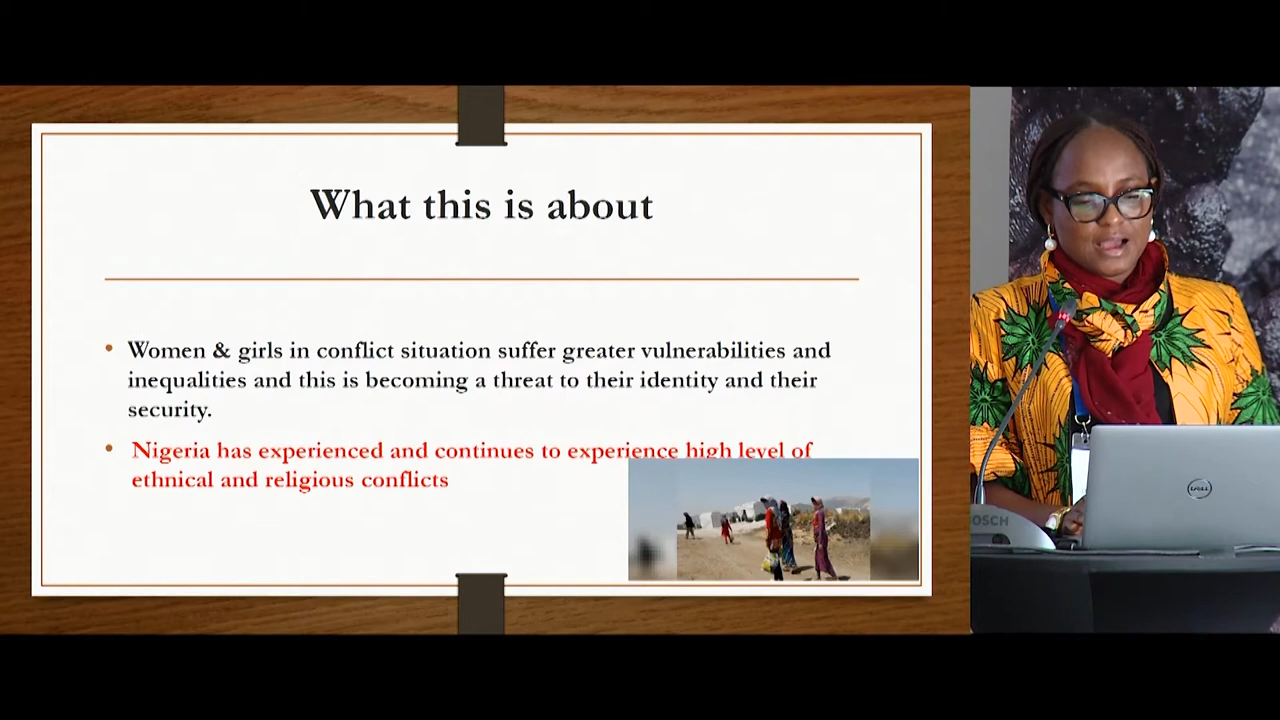 What this is about
Women & girls in conflict situation suffer greater vulnerabilities and
inequalities and this is becoming a threat to their identity and their
security.
Nigeria has experienced and continues to experience high level of
ethnical and religious conflicts
DELL
BOSCH